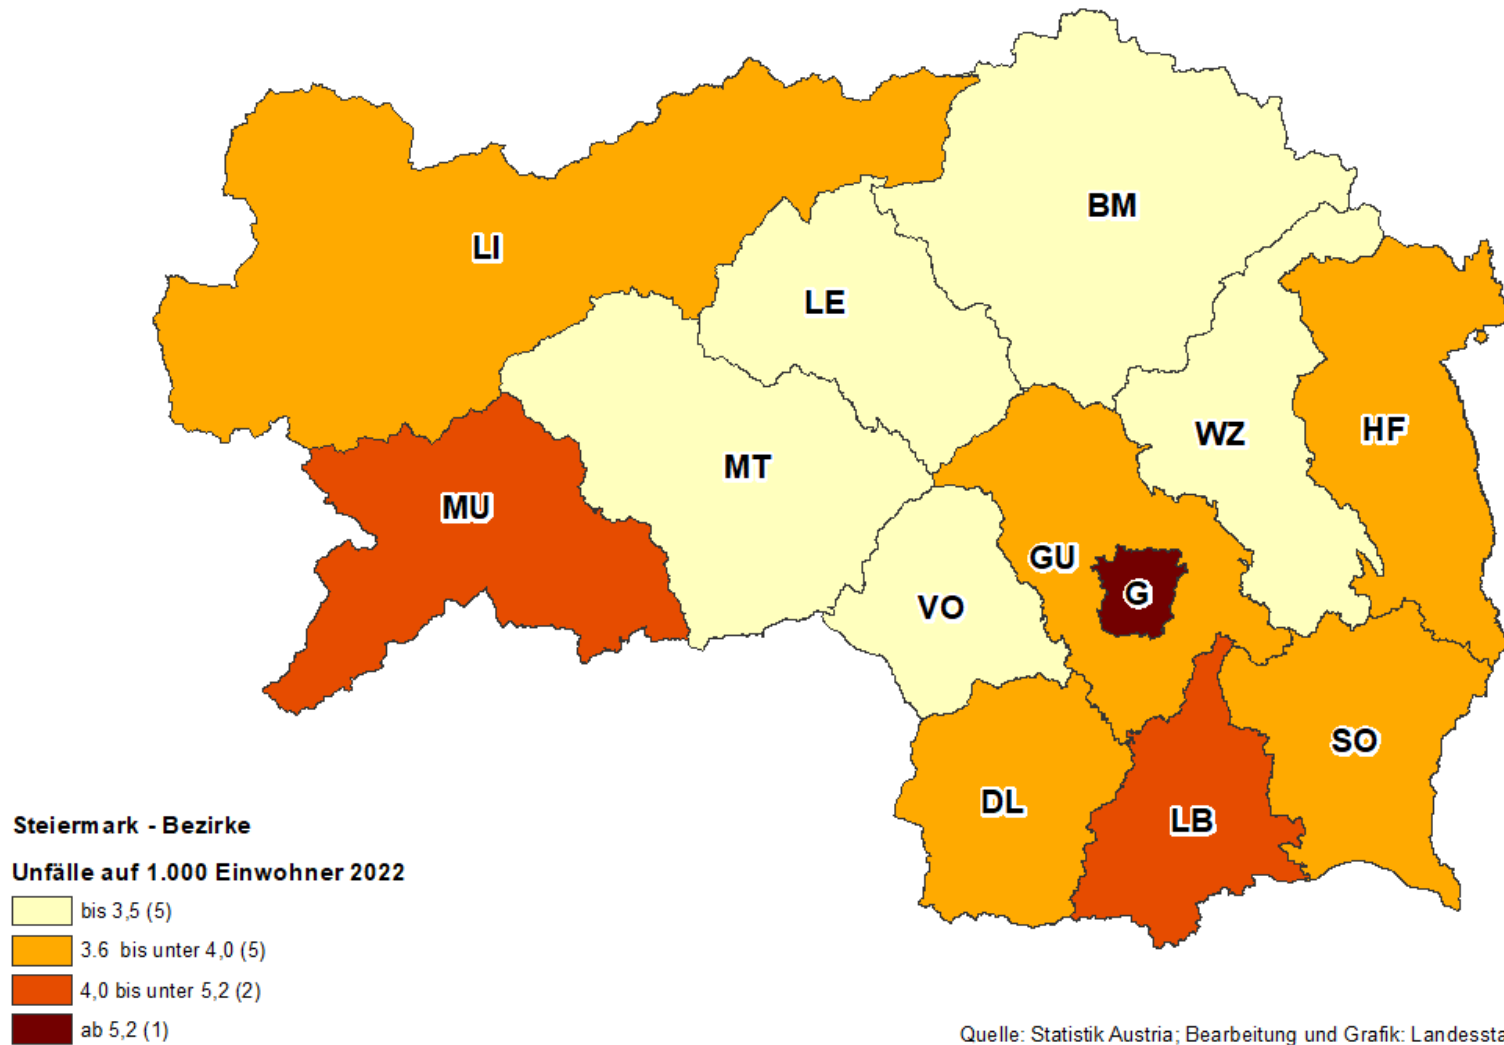 BM
LI
LE
HF
WZ
MT
MU
GU
G
VO
SO
DL
LB
Steiermark - Bezirke
Unfälle auf 1.000 Einwohner 2022
bis 3,5 (5)
3.6 bis unter 4,0 (5)
4,0 bis unter 5,2 (2)
ab 5,2 (1)
Quelle: Statistik Austria; Bearbeitung und Grafik: Landessta